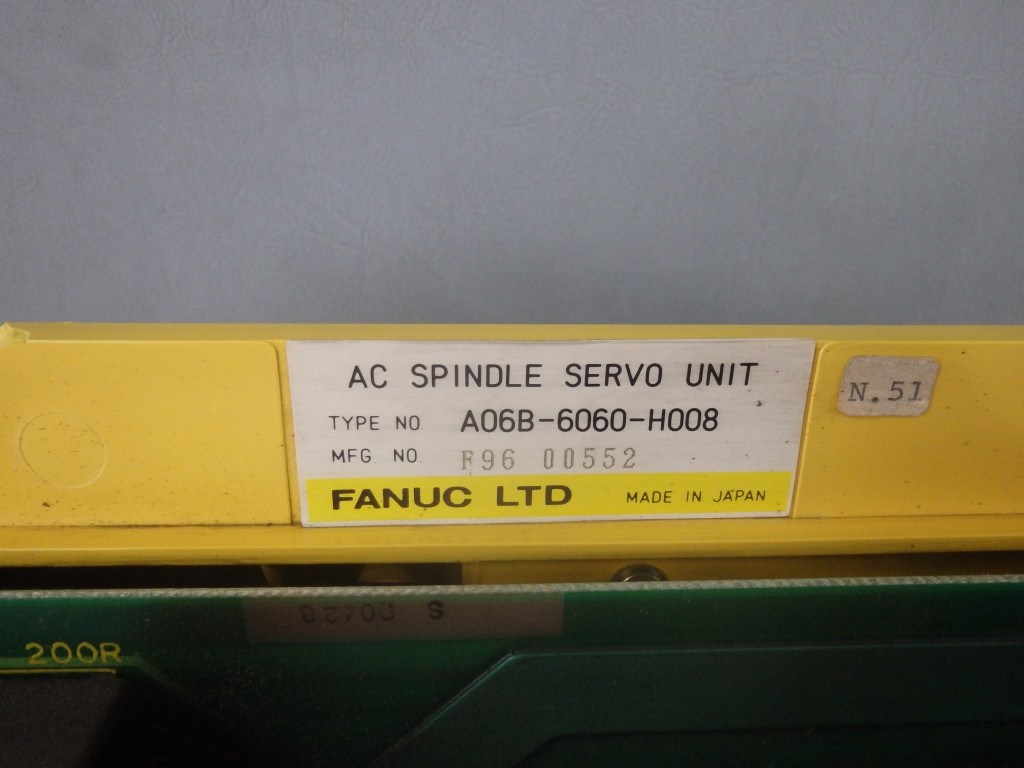 AC SPINDLE SERVO UNIT
TYPE NO. A06B-6060-H008
MFG NO. F96 00552
FANUC LTD MADE IN JAPAN
N.51
200R